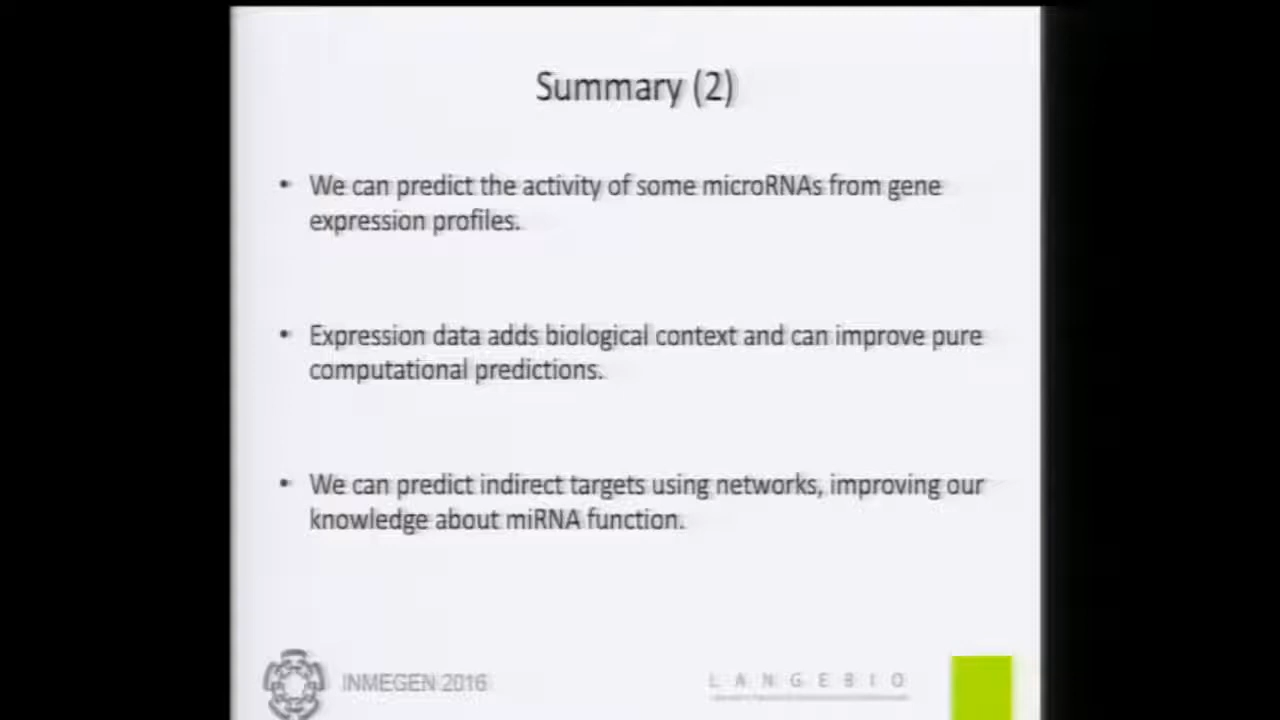 Summary (2)
• We can predict the activity of some microRNAs from gene
expression profiles.
• Expression data adds biological context and can improve pure
computational predictions.
• We can predict indirect targets using networks, improving our
knowledge about miRNA function.
INMEGEN 2016
LANGEBIO